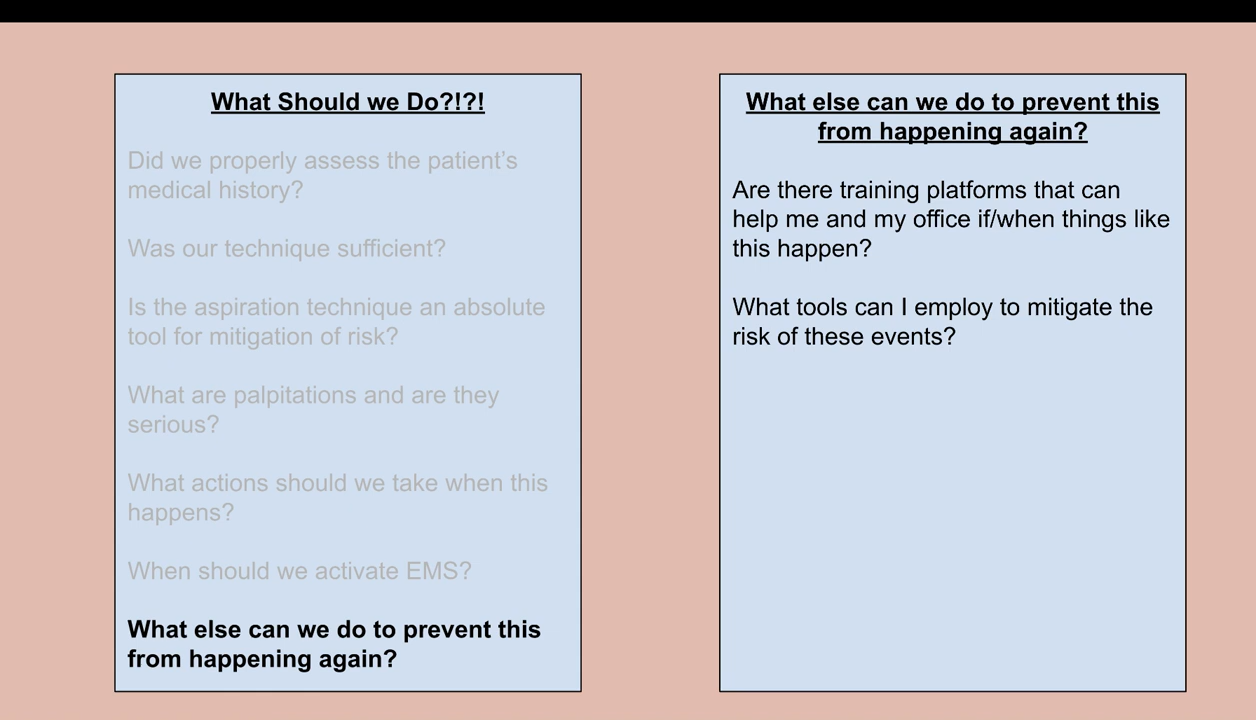 What Should we Do?!?!
Did we properly assess the patient's
medical history?
Was our technique sufficient?
Is the aspiration technique an absolute
tool for mitigation of risk?
What are palpitations and are they
serious?
What actions should we take when this
happens?
When should we activate EMS?
What else can we do to prevent this
from happening again?
What else can we do to prevent this
from happening again?
Are there training platforms that can
help me and my office if/when things like
this happen?
What tools can I employ to mitigate the
risk of these events?